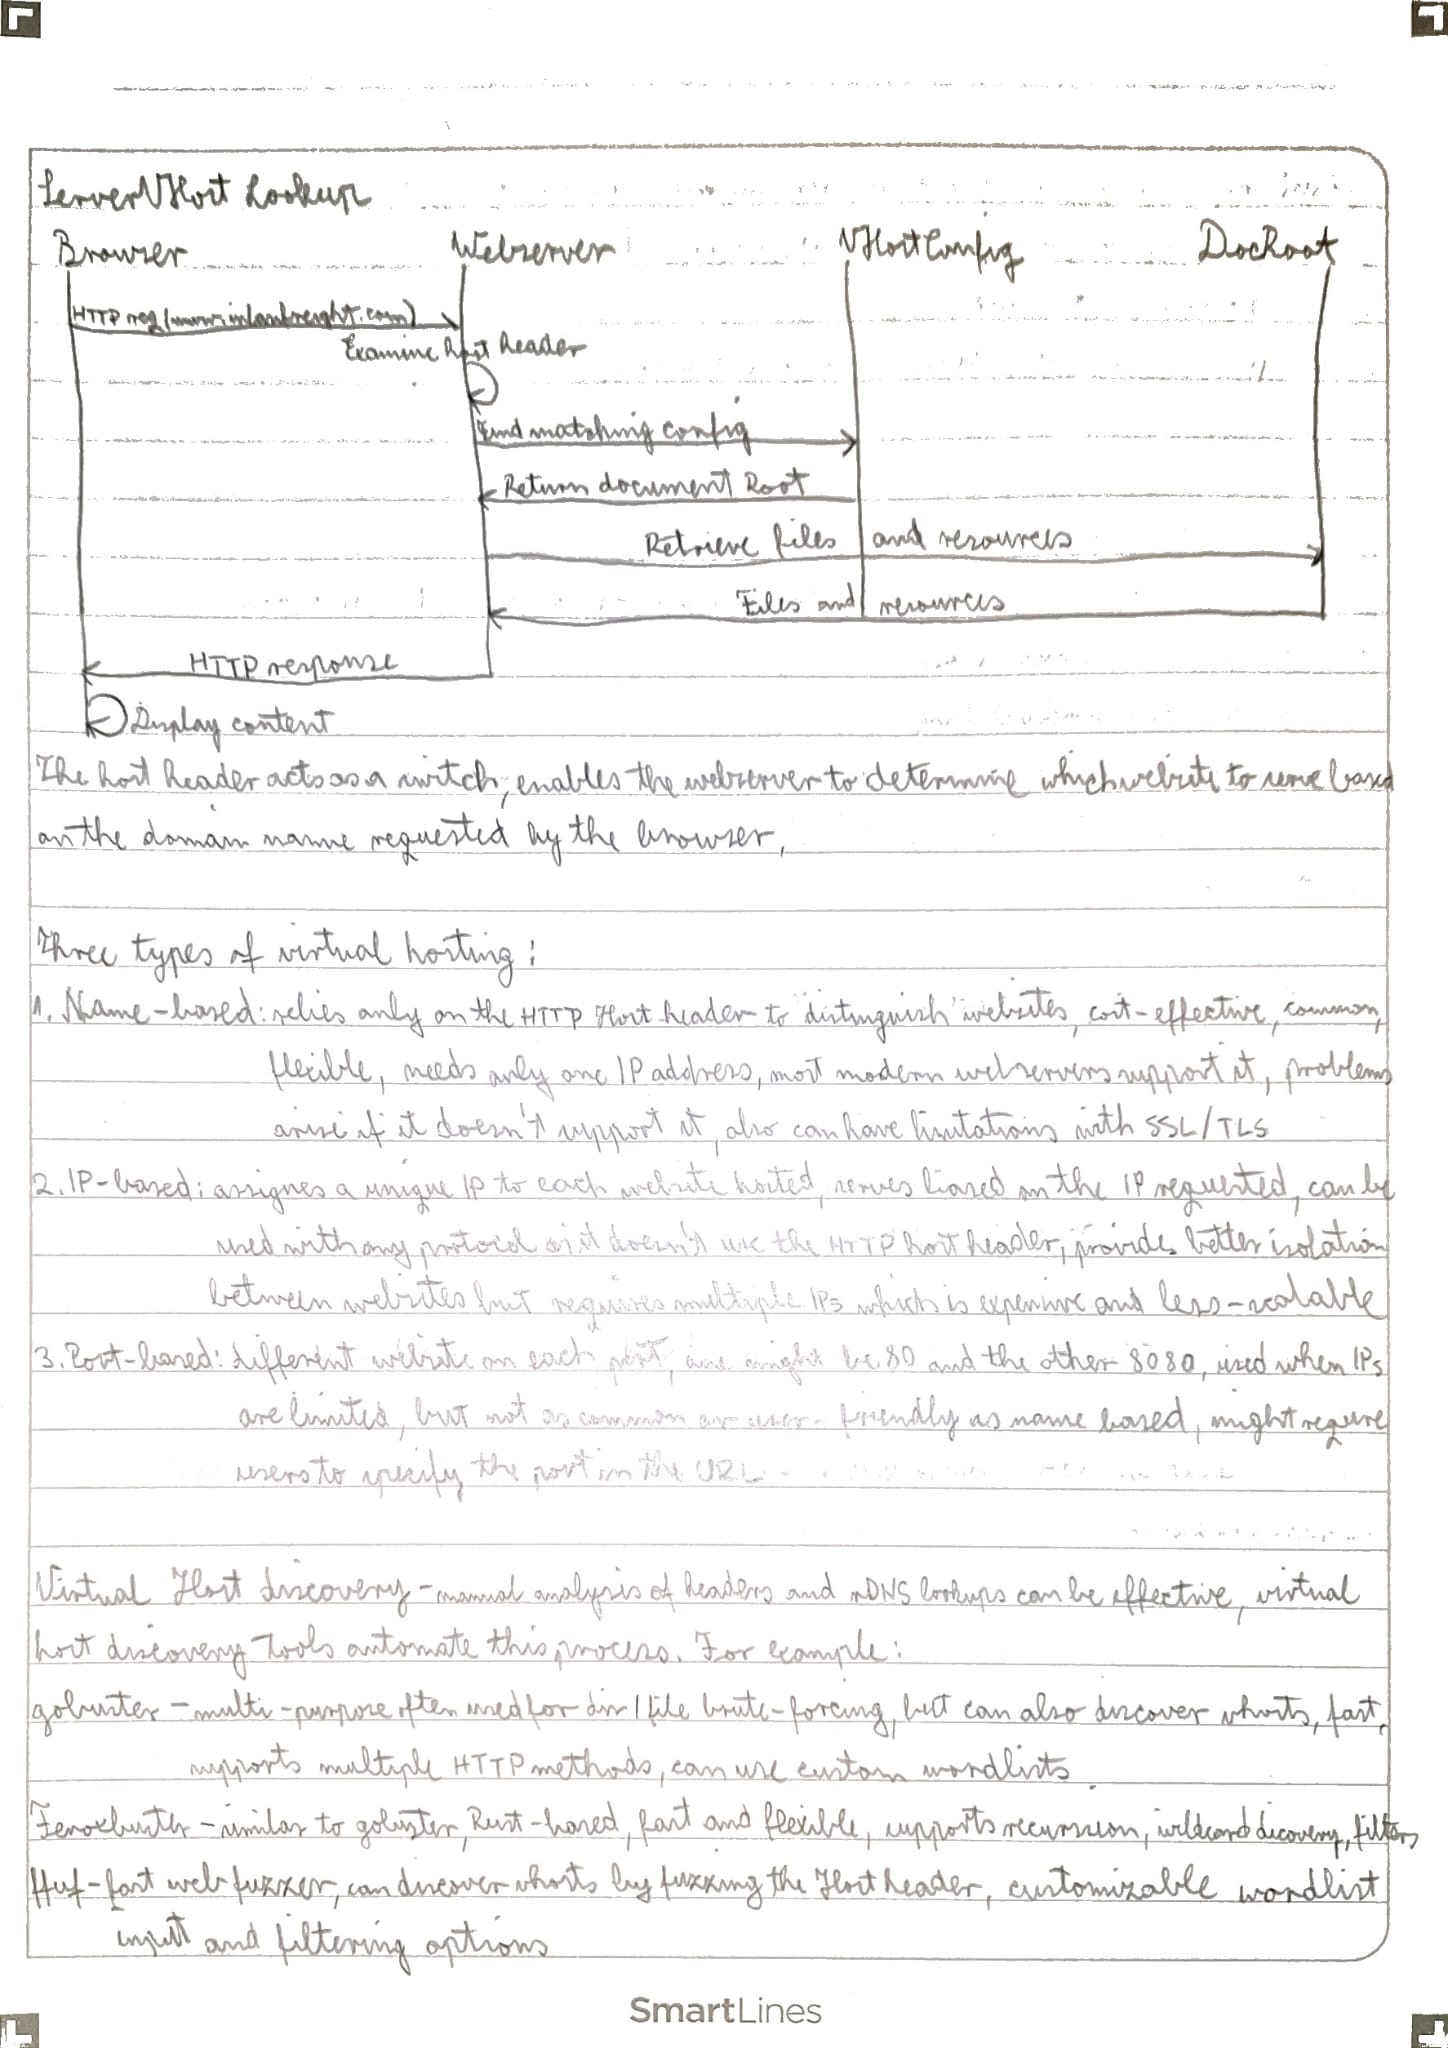 Server VHost Lookup
Browser Webserver VHostConfig DocRoot
HTTP req (www.inlanefreight.com)
Examine host header
Find matching config
Return document Root
Retrieve files and resources
Files and resources
HTTP response
Display content
The host header acts as a switch, enables the webserver to determine which website to serve based
on the domain name requested by the browser,
Three types of virtual hosting:
1. Name-based: relies only on the HTTP Host header to distinguish websites, cost-effective, common,
flexible, needs only one IP address, most modern webservers support it, problems
arise if it doesn't support it, also can have limitations with SSL/TLS
2. IP-based: assignes a unique IP to each website hosted, serves based on the IP requested, can be
used with any protocol as it doesn't use the HTTP host header, provides better isolation
between websites but requires multiple IPs which is expensive and less-scalable
3. Port-based: different website on each port, one might be 80 and the other 8080, used when IPs
are limited, but not as common or user-friendly as name based, might require
users to specify the port in the URL
Virtual Host discovery - manual analysis of headers and rDNS lookups can be effective, virtual
host discovery tools automate this process. For example:
gobuster - multi-purpose often used for dir/file brute-forcing, but can also discover vhosts, fast,
supports multiple HTTP methods, can use custom wordlists
Feroxbuster - similar to gobuster, Rust-based, fast and flexible, supports recursion, wildcard discovery, filters
ffuf - fast web fuzzer, can discover vhosts by fuzzing the Host header, customizable wordlist
input and filtering options
SmartLines